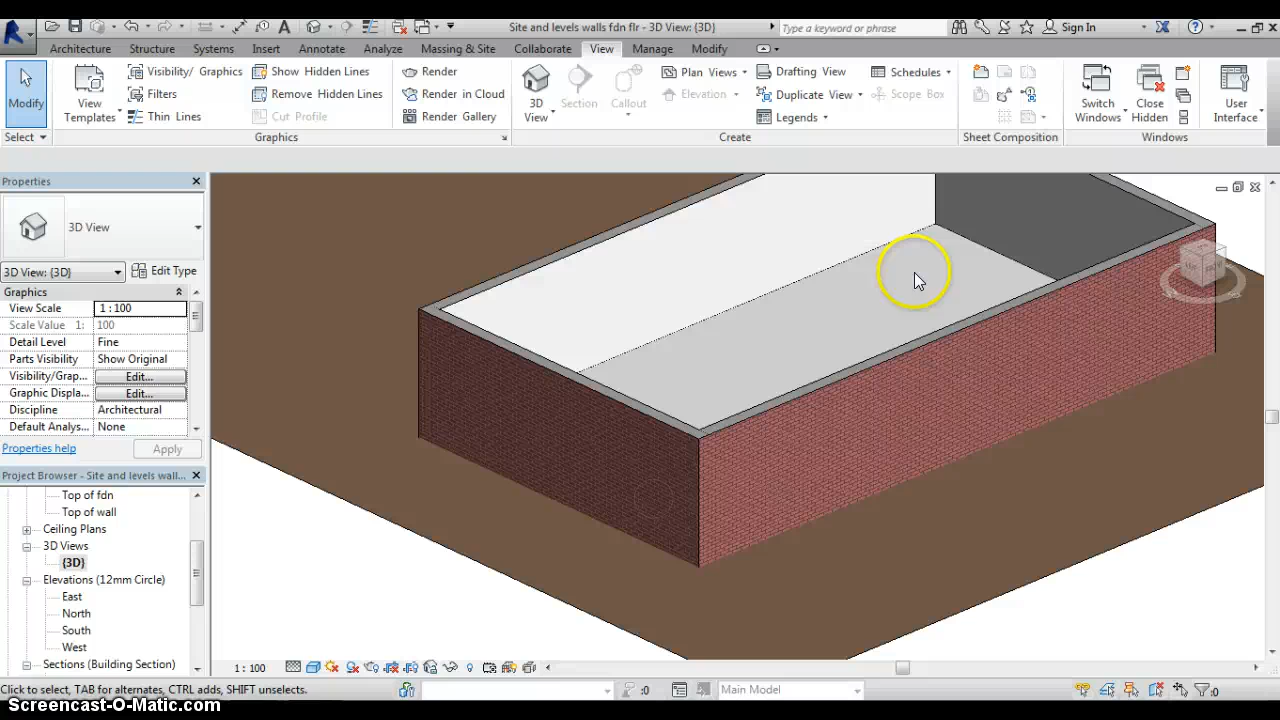 Site and levels walls fdn flr - 3D View: {3D}
Type a keyword or phrase
Sign In
Architecture Structure Systems Insert Annotate Analyze Massing & Site Collaborate View Manage Modify
Modify
View Templates
Visibility/ Graphics
Filters
Thin Lines
Show Hidden Lines
Remove Hidden Lines
Cut Profile
Render
Render in Cloud
Render Gallery
3D View
Section
Callout
Plan Views
Elevation
Drafting View
Duplicate View
Legends
Schedules
Scope Box
Switch Windows
Close Hidden
User Interface
Select Graphics Create Sheet Composition Windows
Properties
3D View
3D View: {3D} Edit Type
Graphics
View Scale 1 : 100
Scale Value 1: 100
Detail Level Fine
Parts Visibility Show Original
Visibility/Grap... Edit...
Graphic Displa... Edit...
Discipline Architectural
Default Analys... None
Properties help Apply
Project Browser - Site and levels wall...
Top of fdn
Top of wall
Ceiling Plans
3D Views
{3D}
Elevations (12mm Circle)
East
North
South
West
Sections (Building Section)
1 : 100
Click to select, TAB for alternates, CTRL adds, SHIFT unselects.
:0
Main Model
:0
Screencast-O-Matic.com